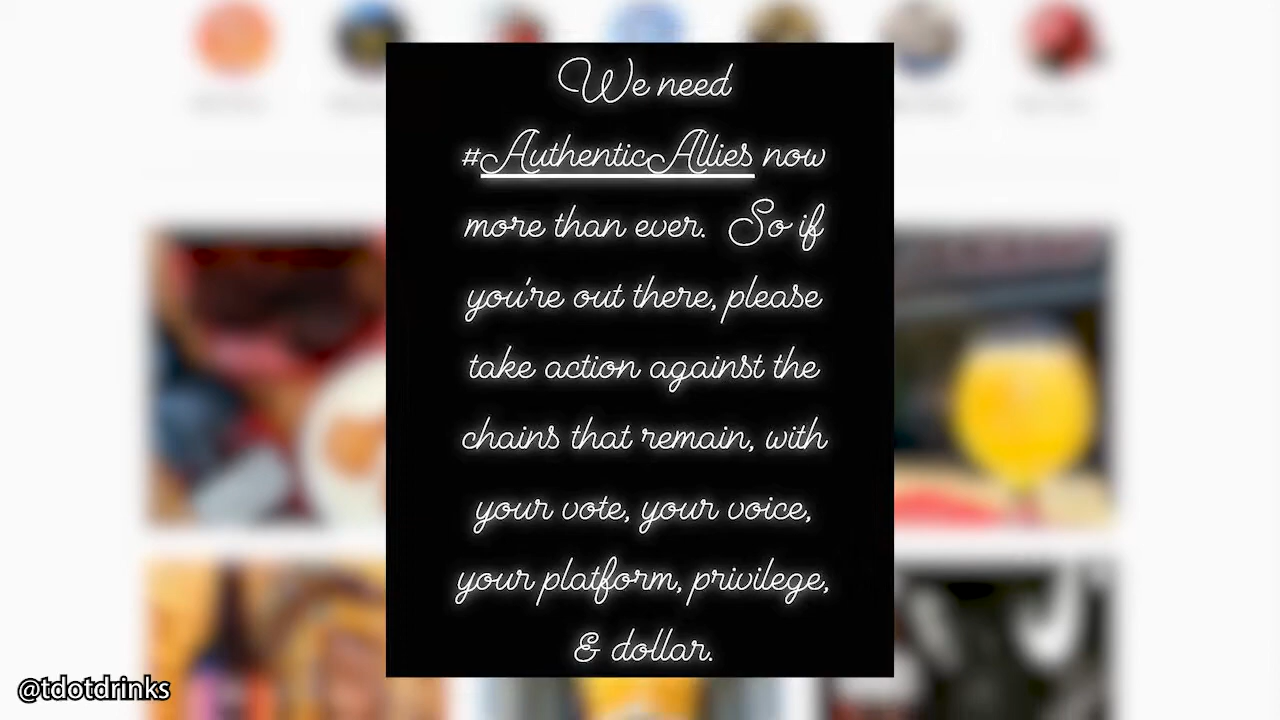 We need
#AuthenticAllies now
more than ever. So if
you're out there, please
take action against the
chains that remain, with
your vote, your voice,
your platform, privilege,
& dollar.
@tdotdrinks